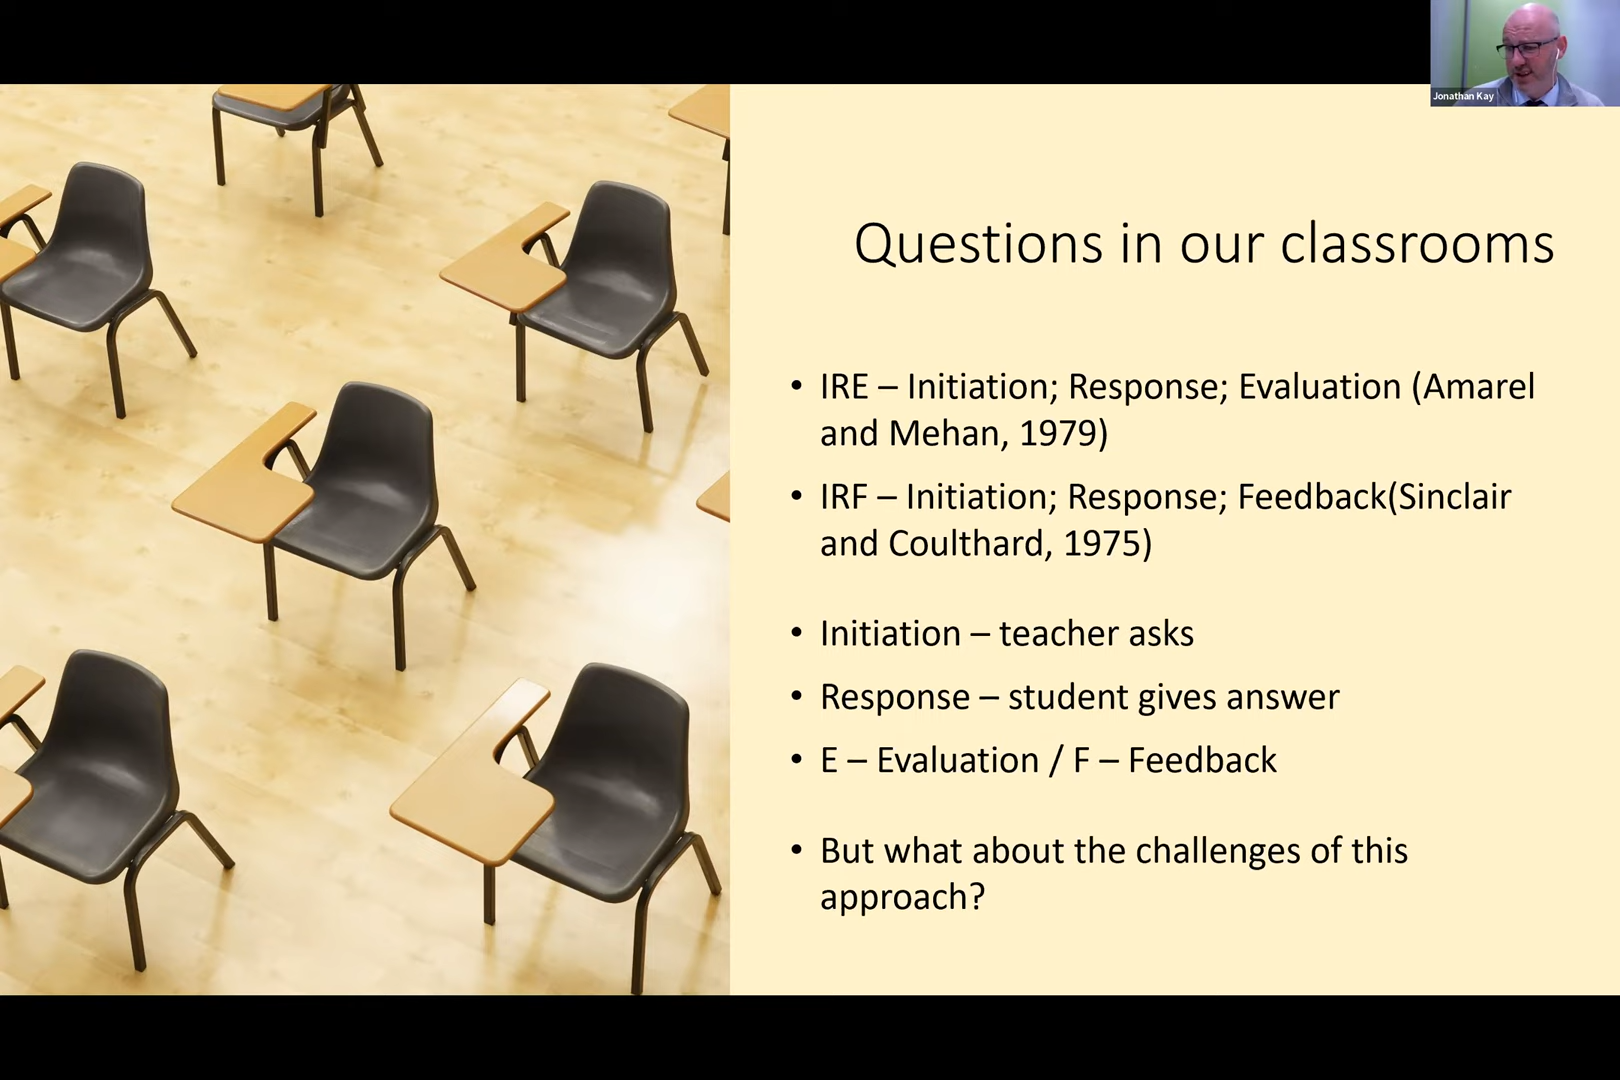 Jonathan Kay
Questions in our classrooms
• IRE – Initiation; Response; Evaluation (Amarel
and Mehan, 1979)
• IRF – Initiation; Response; Feedback(Sinclair
and Coulthard, 1975)
• Initiation – teacher asks
• Response – student gives answer
• E – Evaluation / F – Feedback
• But what about the challenges of this
approach?